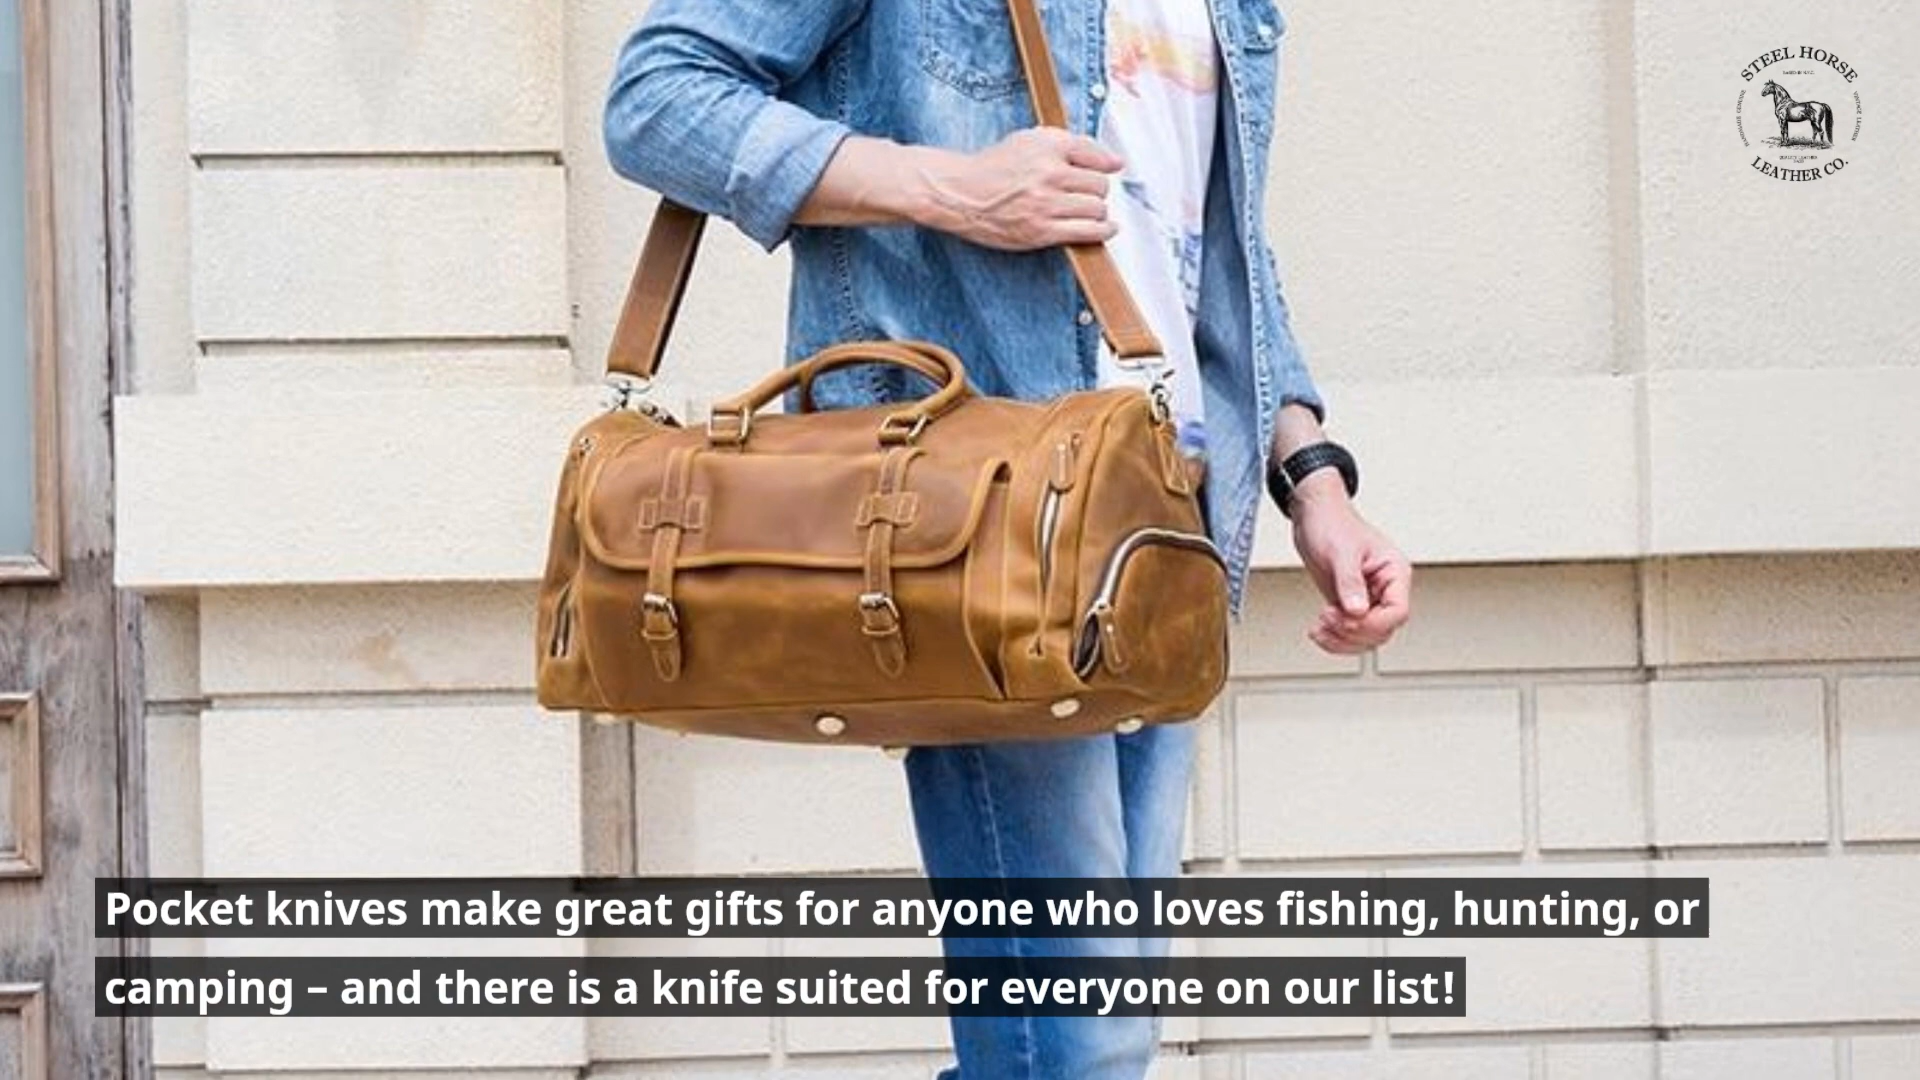 STEEL HORSE
LEATHER CO.
Pocket knives make great gifts for anyone who loves fishing, hunting, or
camping – and there is a knife suited for everyone on our list!